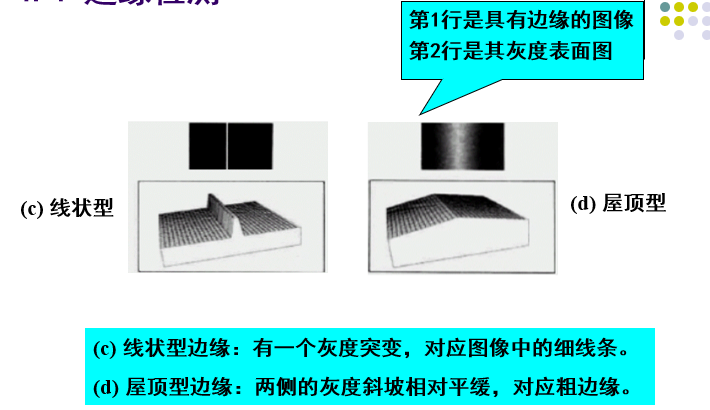 第1行是具有边缘的图像
第2行是其灰度表面图
(c) 线状型
(d) 屋顶型
(c) 线状型边缘：有一个灰度突变，对应图像中的细线条。
(d) 屋顶型边缘：两侧的灰度斜坡相对平缓，对应粗边缘。